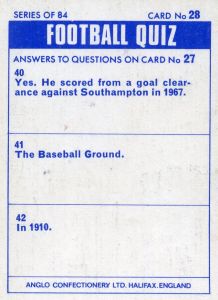 SERIES OF 84 CARD No 28
FOOTBALL QUIZ
ANSWERS TO QUESTIONS ON CARD No 27
40
Yes. He scored from a goal clear-
ance against Southampton in 1967.
41
The Baseball Ground.
42
In 1910.
ANGLO CONFECTIONERY LTD. HALIFAX. ENGLAND